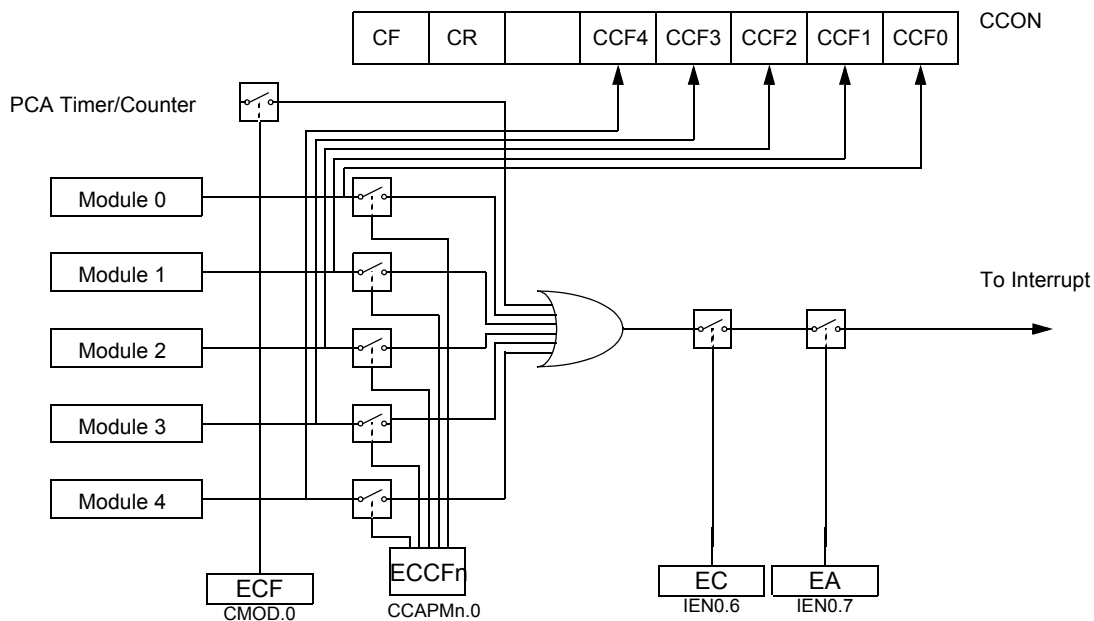 CF CR CCF4 CCF3 CCF2 CCF1 CCF0
CCON
PCA Timer/Counter
Module 0
Module 1
To Interrupt
Module 2
Module 3
Module 4
ECCFn
CCAPMn.0
ECF
CMOD.0
EC
IEN0.6
EA
IEN0.7